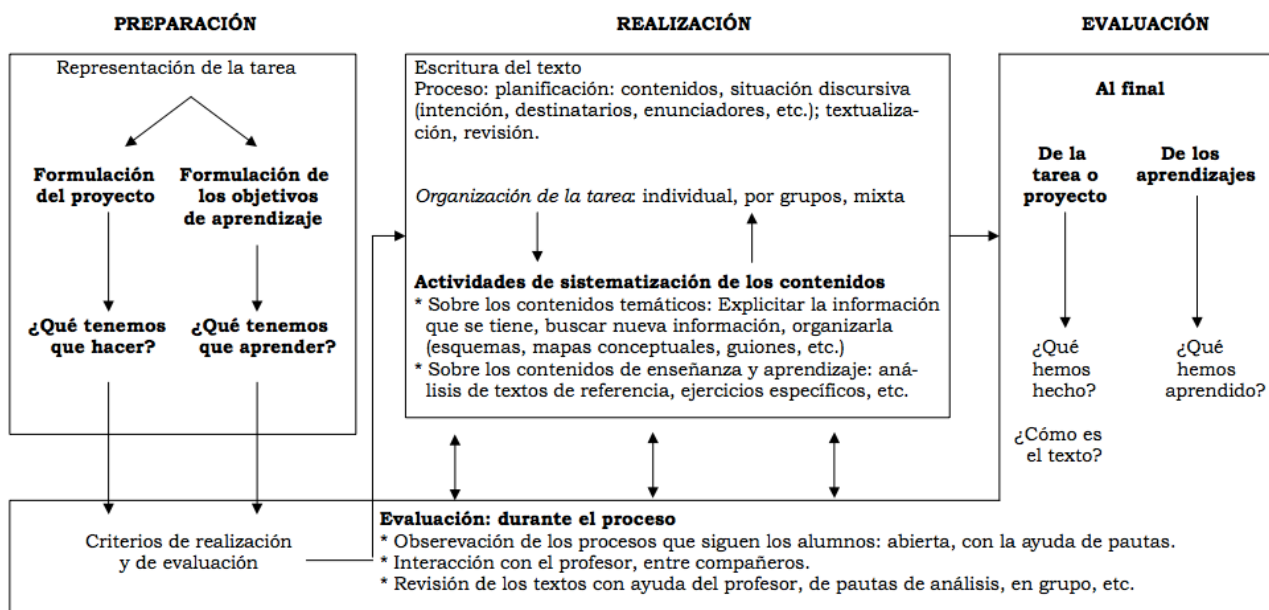 PREPARACIÓN
Representación de la tarea
Formulación
del proyecto
Formulación de
los objetivos
de aprendizaje
¿Qué tenemos
que hacer?
¿Qué tenemos
que aprender?
REALIZACIÓN
Escritura del texto
Proceso: planificación: contenidos, situación discursiva
(intención, destinatarios, enunciadores, etc.); textualiza-
ción, revisión.
Organización de la tarea: individual, por grupos, mixta
Actividades de sistematización de los contenidos
* Sobre los contenidos temáticos: Explicitar la información
que se tiene, buscar nueva información, organizarla
(esquemas, mapas conceptuales, guiones, etc.)
* Sobre los contenidos de enseñanza y aprendizaje: aná-
lisis de textos de referencia, ejercicios específicos, etc.
EVALUACIÓN
Al final
De la
tarea o
proyecto
De los
aprendizajes
¿Qué
hemos
hecho?
¿Qué
hemos
aprendido?
¿Cómo es
el texto?
Criterios de realización
y de evaluación
Evaluación: durante el proceso
* Obserevación de los procesos que siguen los alumnos: abierta, con la ayuda de pautas.
* Interacción con el profesor, entre compañeros.
* Revisión de los textos con ayuda del profesor, de pautas de análisis, en grupo, etc.